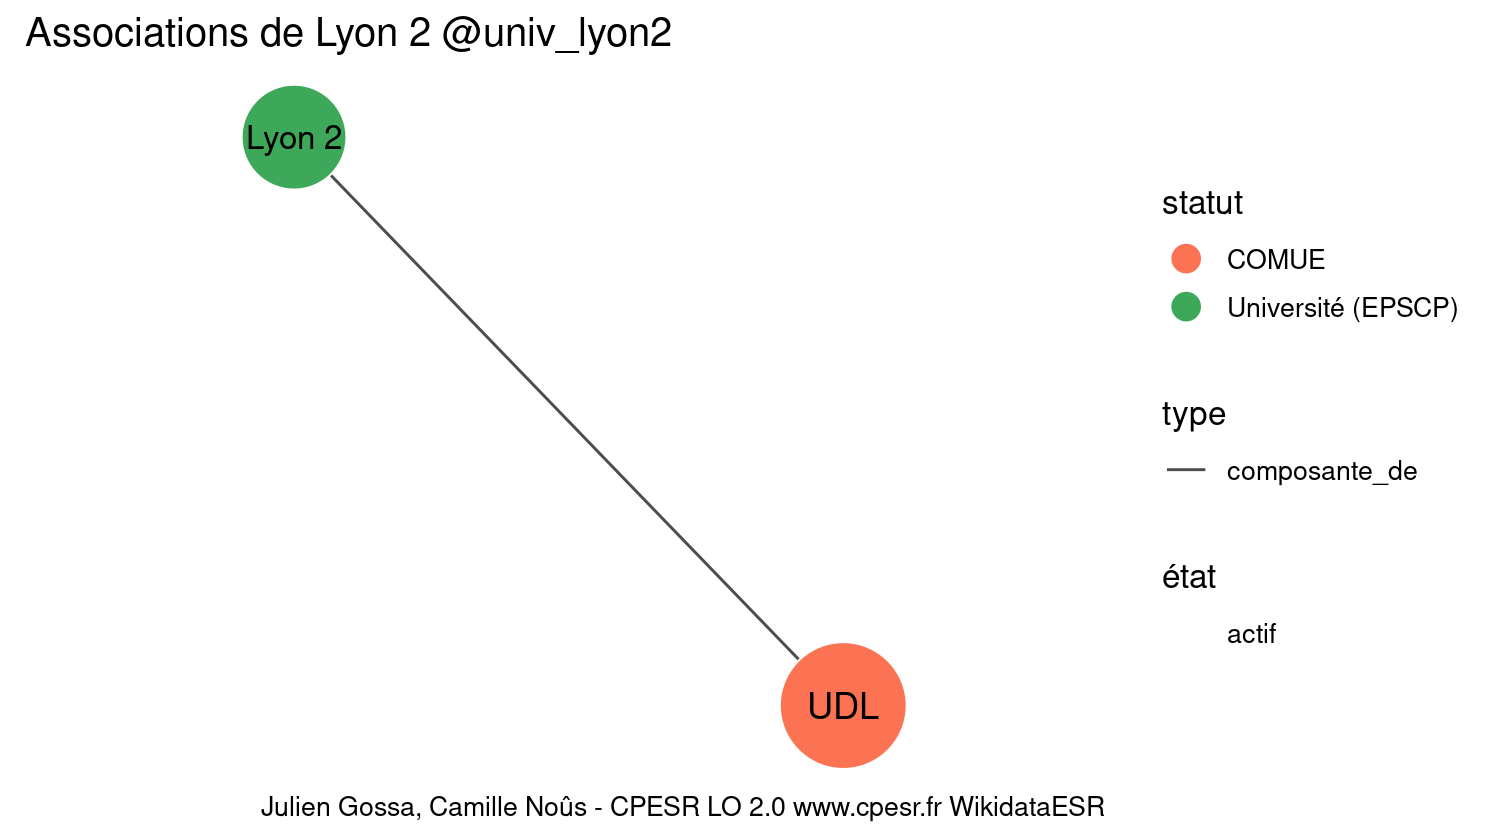 Associations de Lyon 2 @univ_lyon2
Lyon 2
UDL
statut
COMUE
Université (EPSCP)
type
composante_de
état
actif
Julien Gossa, Camille Noûs - CPESR LO 2.0 www.cpesr.fr WikidataESR